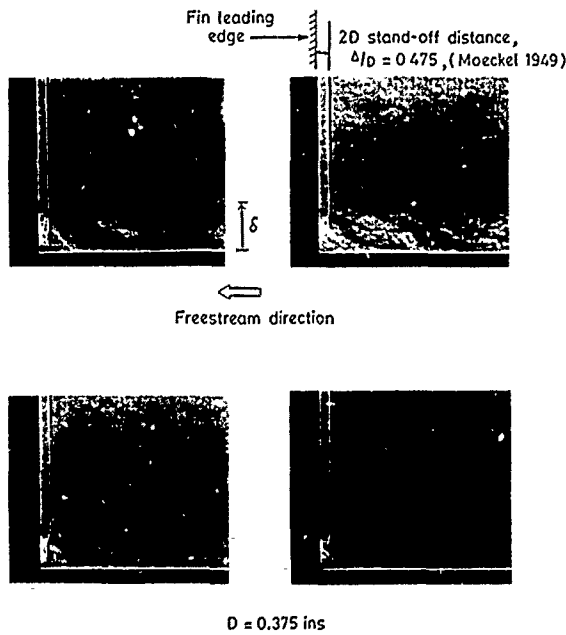 Fin leading
edge
2D stand-off distance,
Δ/D = 0 475, (Moeckel 1949)
δ
Freestream direction
D = 0.375 ins